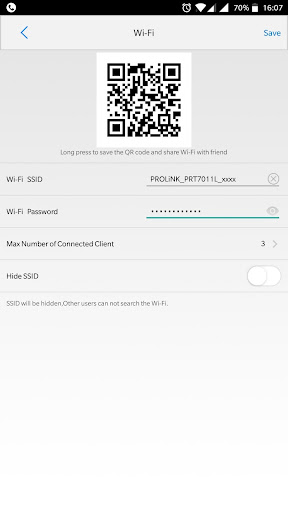 70% 16:07
Wi-Fi Save
Long press to save the QR code and share Wi-Fi with friend
Wi-Fi SSID PROLiNK_PRT7011L_xxxx
Wi-Fi Password ••••••••••••
Max Number of Connected Client 3
Hide SSID
SSID will be hidden,Other users can not search the Wi-Fi.